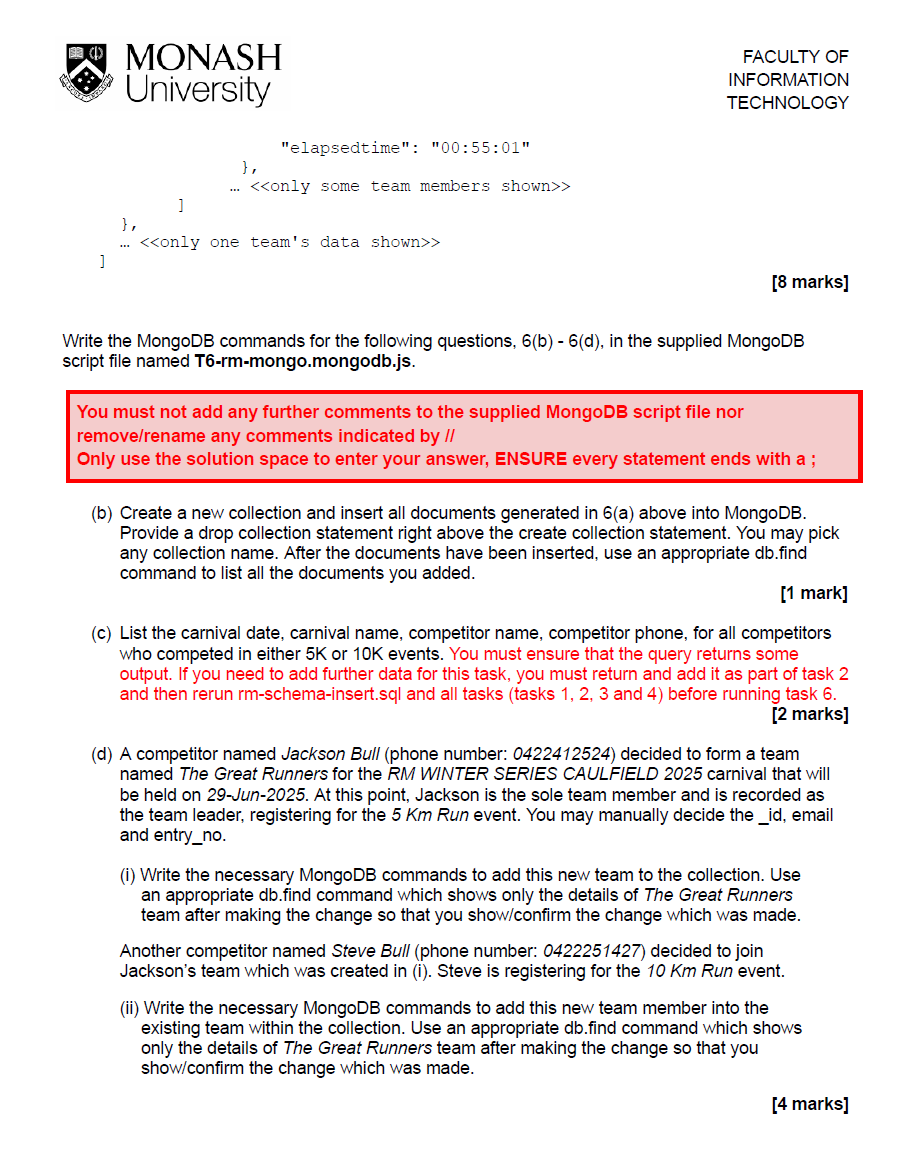 MONASH
University
FACULTY OF
INFORMATION
TECHNOLOGY
"elapsedtime": "00:55:01"
},
… <<only some team members shown>>
]
},
… <<only one team's data shown>>
]
[8 marks]
Write the MongoDB commands for the following questions, 6(b) - 6(d), in the supplied MongoDB
script file named T6-rm-mongo.mongodb.js.
You must not add any further comments to the supplied MongoDB script file nor
remove/rename any comments indicated by //
Only use the solution space to enter your answer, ENSURE every statement ends with a ;
(b) Create a new collection and insert all documents generated in 6(a) above into MongoDB.
Provide a drop collection statement right above the create collection statement. You may pick
any collection name. After the documents have been inserted, use an appropriate db.find
command to list all the documents you added.
[1 mark]
(c) List the carnival date, carnival name, competitor name, competitor phone, for all competitors
who competed in either 5K or 10K events. You must ensure that the query returns some
output. If you need to add further data for this task, you must return and add it as part of task 2
and then rerun rm-schema-insert.sql and all tasks (tasks 1, 2, 3 and 4) before running task 6.
[2 marks]
(d) A competitor named Jackson Bull (phone number: 0422412524) decided to form a team
named The Great Runners for the RM WINTER SERIES CAULFIELD 2025 carnival that will
be held on 29-Jun-2025. At this point, Jackson is the sole team member and is recorded as
the team leader, registering for the 5 Km Run event. You may manually decide the _id, email
and entry_no.
(i) Write the necessary MongoDB commands to add this new team to the collection. Use
an appropriate db.find command which shows only the details of The Great Runners
team after making the change so that you show/confirm the change which was made.
Another competitor named Steve Bull (phone number: 0422251427) decided to join
Jackson's team which was created in (i). Steve is registering for the 10 Km Run event.
(ii) Write the necessary MongoDB commands to add this new team member into the
existing team within the collection. Use an appropriate db.find command which shows
only the details of The Great Runners team after making the change so that you
show/confirm the change which was made.
[4 marks]